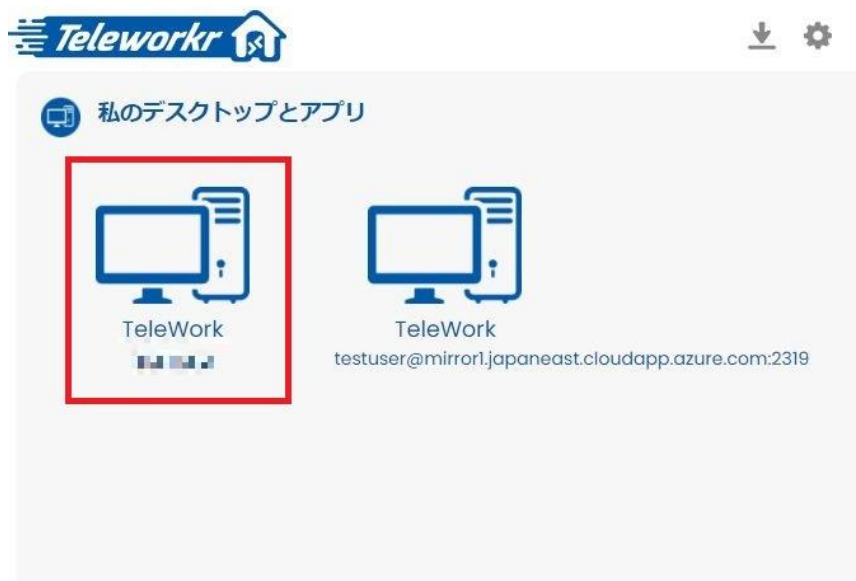 Teleworkr
私のデスクトップとアプリ
TeleWork
TeleWork
testuser@mirror1.japaneast.cloudapp.azure.com:2319